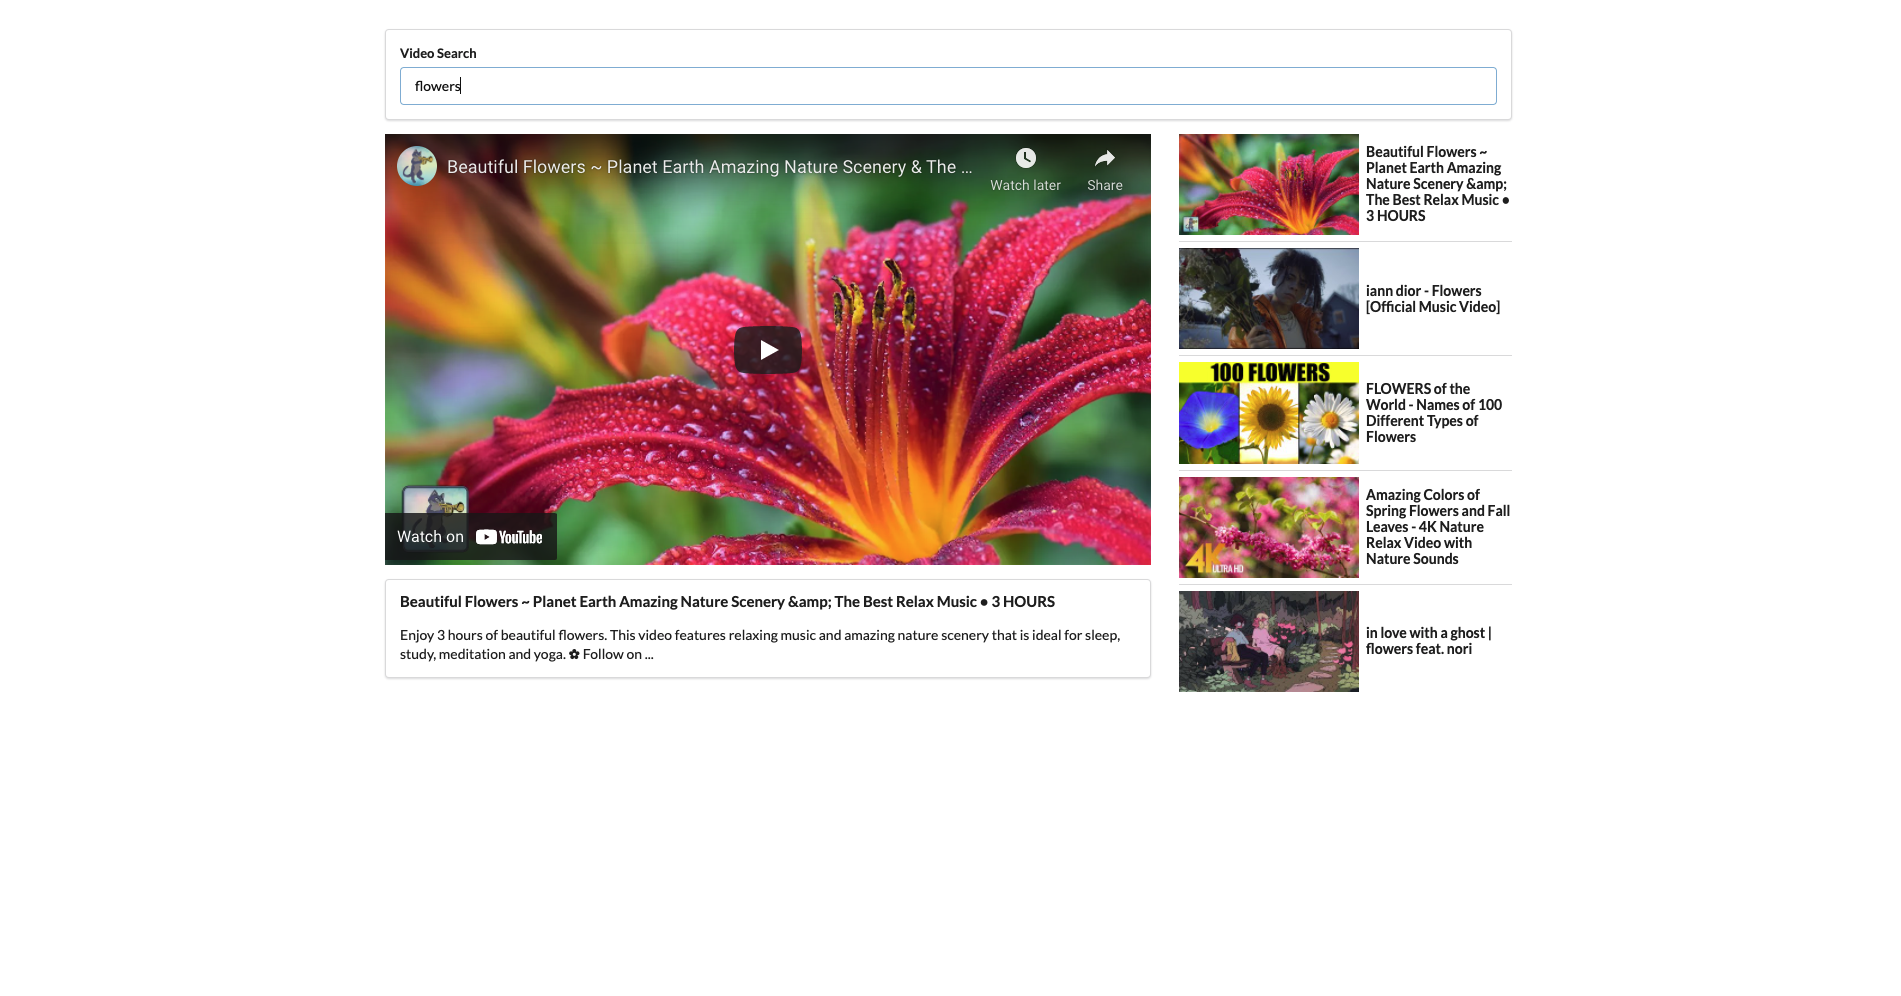 Video Search
flowers
Beautiful Flowers ~ Planet Earth Amazing Nature Scenery & The ...
Watch later
Share
Watch on YouTube
Beautiful Flowers ~ Planet Earth Amazing Nature Scenery &amp; The Best Relax Music • 3 HOURS
Enjoy 3 hours of beautiful flowers. This video features relaxing music and amazing nature scenery that is ideal for sleep,
study, meditation and yoga. ✿ Follow on ...
Beautiful Flowers ~
Planet Earth Amazing
Nature Scenery &amp;
The Best Relax Music •
3 HOURS
iann dior - Flowers
[Official Music Video]
100 FLOWERS
FLOWERS of the
World - Names of 100
Different Types of
Flowers
4K ULTRA HD
Amazing Colors of
Spring Flowers and Fall
Leaves - 4K Nature
Relax Video with
Nature Sounds
in love with a ghost |
flowers feat. nori